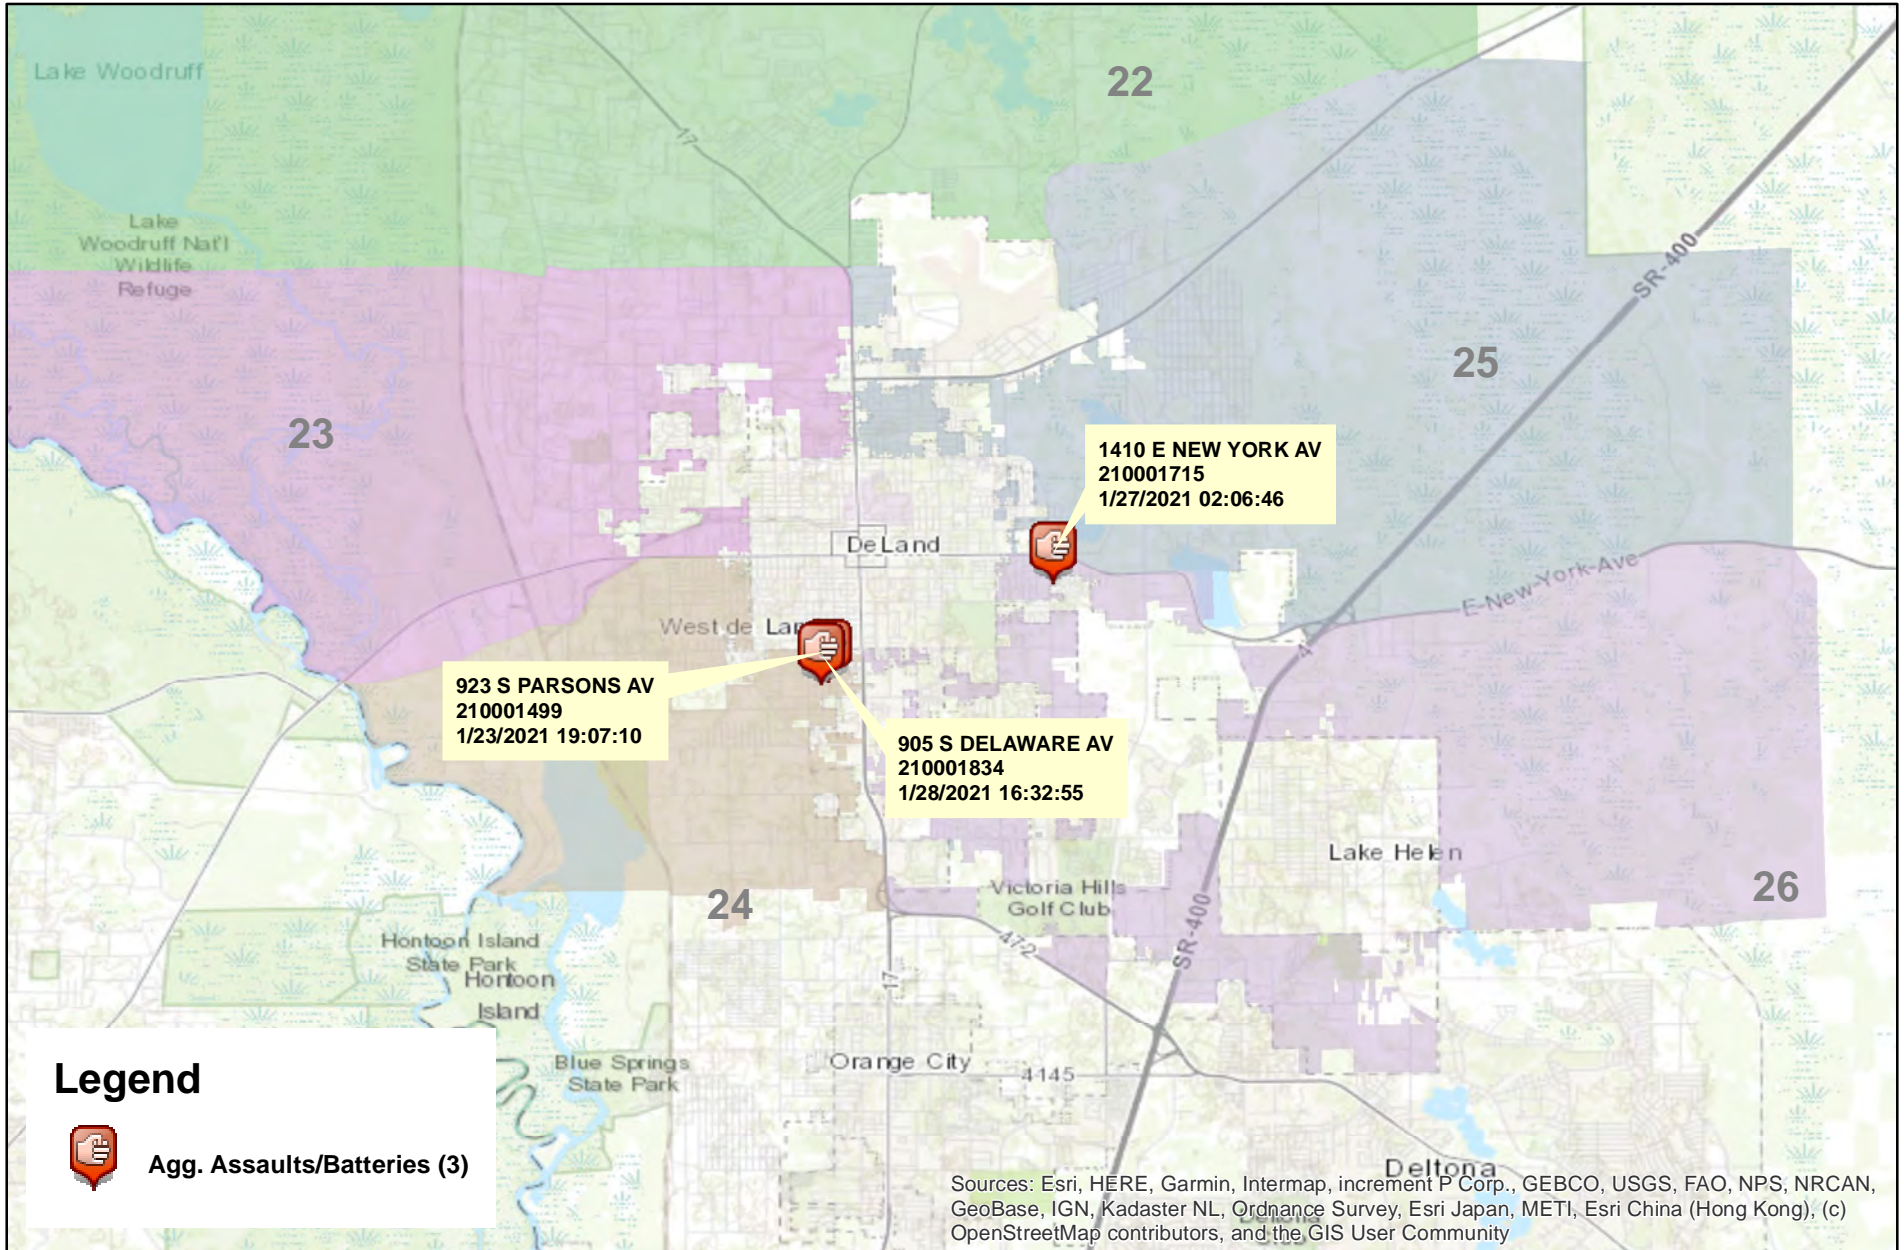 Lake Woodruff
22
17
Lake
Woodruff Nat'l
Wildlife
Refuge
SR-400
25
23
1410 E NEW YORK AV
210001715
1/27/2021 02:06:46
DeLand
E-New-York-Ave
West de Lan
4
923 S PARSONS AV
210001499
1/23/2021 19:07:10
905 S DELAWARE AV
210001834
1/28/2021 16:32:55
Lake Helen
26
24
Victoria Hills
Golf Club
SR-400
472
17
Hontoon Island
State Park
Hontoon
Island
Blue Springs
State Park
Orange City
4145
Legend
Agg. Assaults/Batteries (3)
Deltona
Sources: Esri, HERE, Garmin, Intermap, increment P Corp., GEBCO, USGS, FAO, NPS, NRCAN,
GeoBase, IGN, Kadaster NL, Ordnance Survey, Esri Japan, METI, Esri China (Hong Kong), (c)
OpenStreetMap contributors, and the GIS User Community